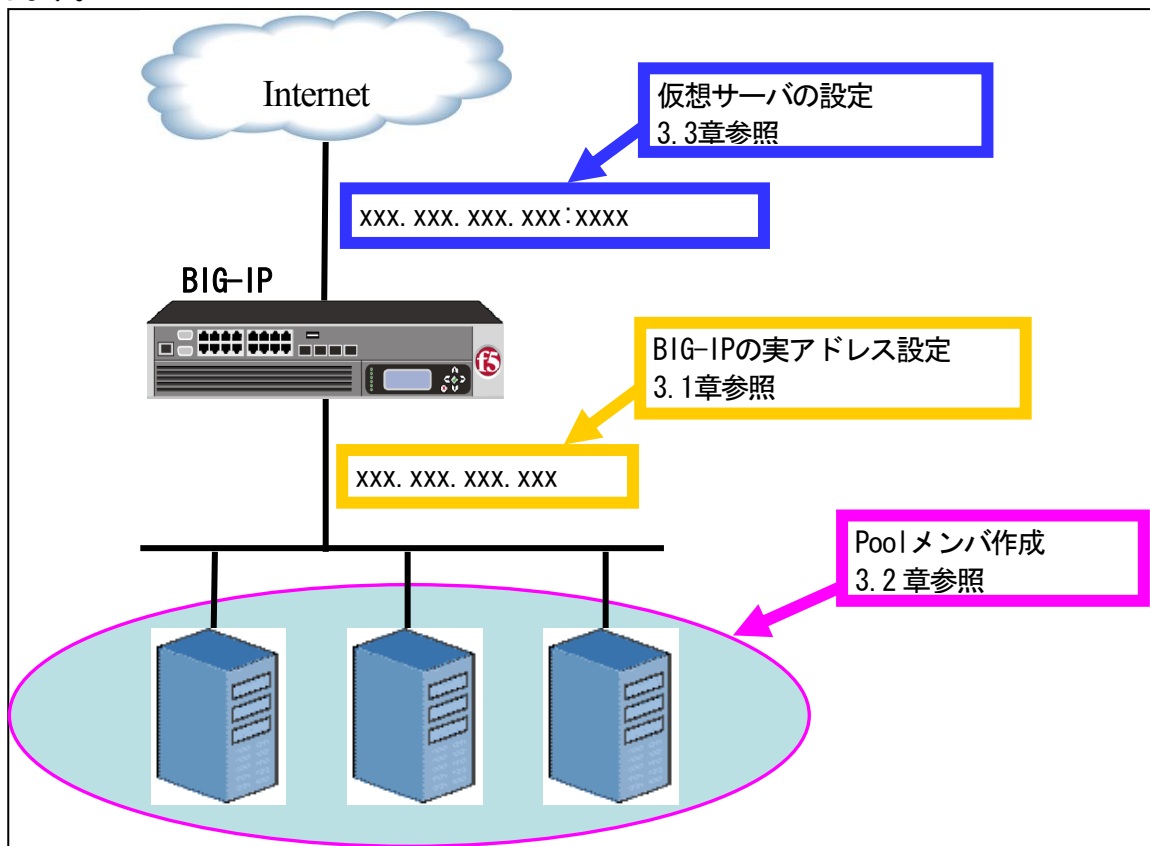 Internet
仮想サーバの設定
3.3章参照
xxx.xxx.xxx.xxx:xxxx
BIG-IP
f5
BIG-IPの実アドレス設定
3.1章参照
xxx.xxx.xxx.xxx
Poolメンバ作成
3.2章参照